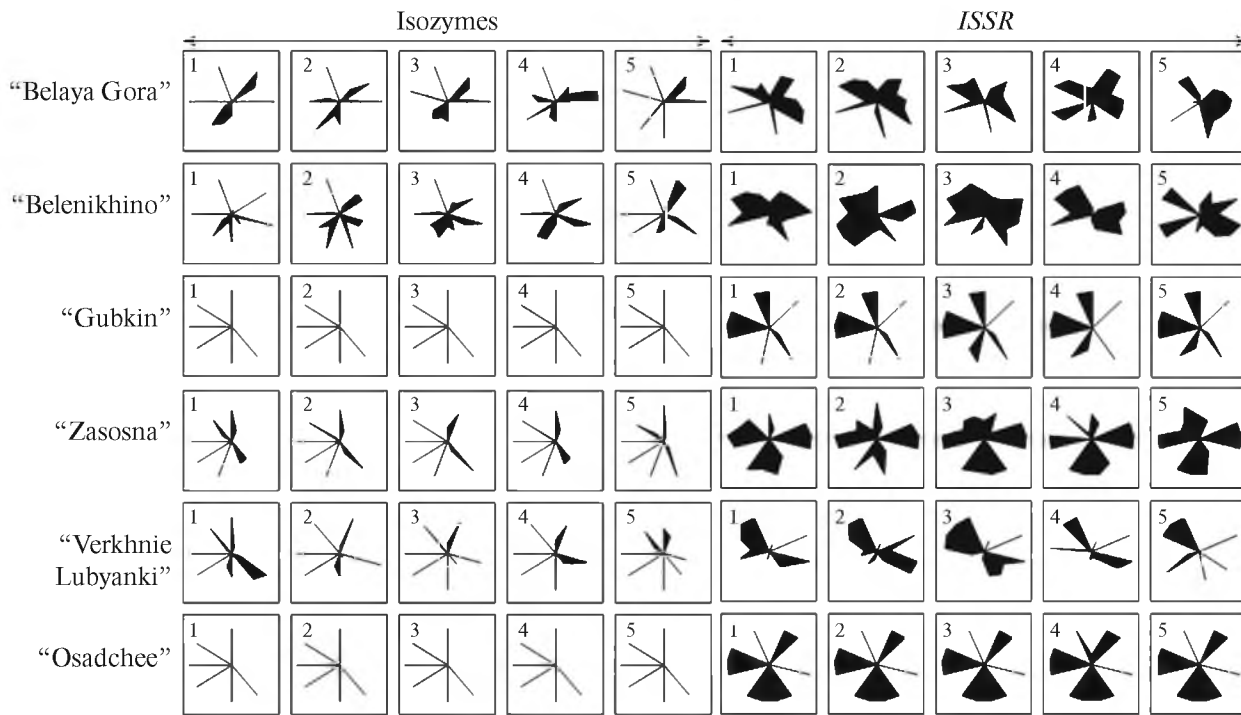 Isozymes ISSR
“Belaya Gora” 1 2 3 4 5 1 2 3 4 5
“Belenikhino” 1 2 3 4 5 1 2 3 4 5
“Gubkin” 1 2 3 4 5 1 2 3 4 5
“Zasosna” 1 2 3 4 5 1 2 3 4 5
“Verkhnie
Lubyanki” 1 2 3 4 5 1 2 3 4 5
“Osadchee” 1 2 3 4 5 1 2 3 4 5